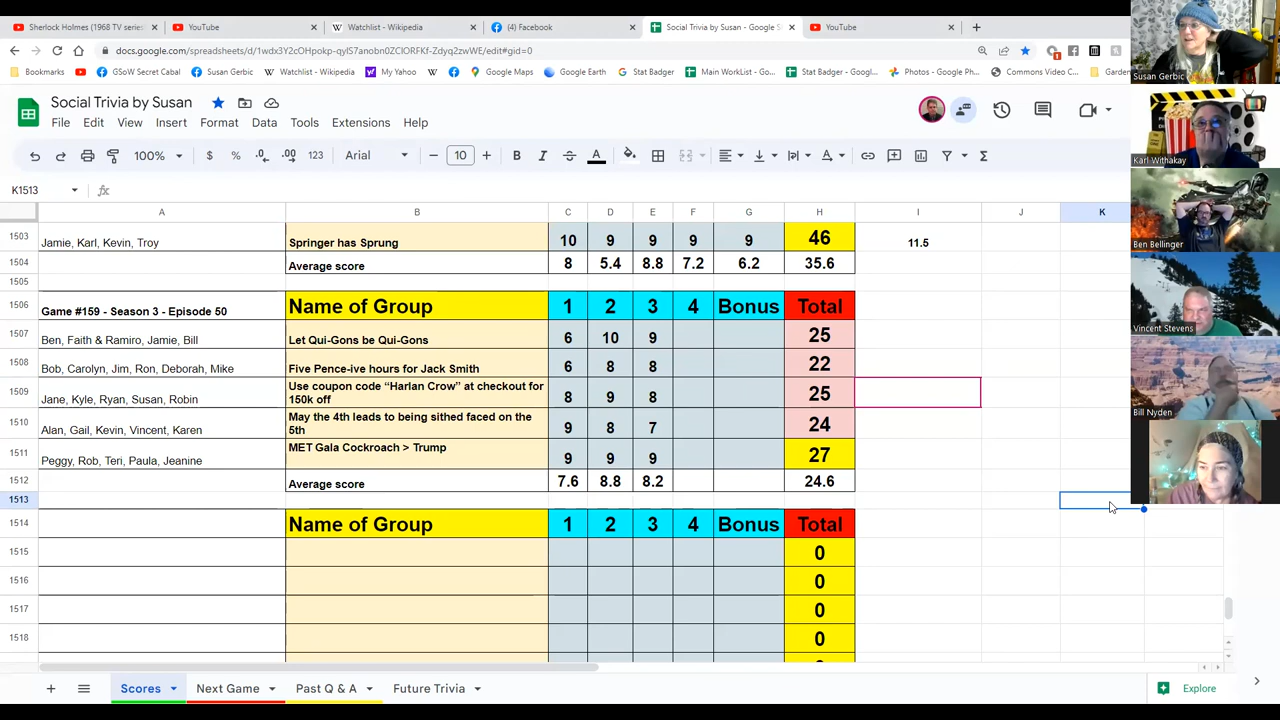 Sherlock Holmes (1968 TV serie
YouTube
Watchlist - Wikipedia
(4) Facebook
Social Trivia by Susan - Google S
YouTube
docs.google.com/spreadsheets/d/1wdx3Y2cOHpokp-qyIS7anobn0ZClORFKf-Zdyq2zwWE/edit#gid=0
Bookmarks
GSoW Secret Cabal
Susan Gerbic
Watchlist - Wikipedia
My Yahoo
Google Maps
Google Earth
Stat Badger
Main WorkList - Go...
Stat Badger - Googl...
Photos - Google Ph...
Commons Video C...
Garden
Social Trivia by Susan
File Edit View Insert Format Data Tools Extensions Help
100% $ % .0 .00 123 Arial 10 B I A
K1513
A B C D E F G H I J K
1503 Jamie, Karl, Kevin, Troy Springer has Sprung 10 9 9 9 9 46 11.5
1504 Average score 8 5.4 8.8 7.2 6.2 35.6
1505
1506 Game #159 - Season 3 - Episode 50 Name of Group 1 2 3 4 Bonus Total
1507 Ben, Faith & Ramiro, Jamie, Bill Let Qui-Gons be Qui-Gons 6 10 9 25
1508 Bob, Carolyn, Jim, Ron, Deborah, Mike Five Pence-ive hours for Jack Smith 6 8 8 22
1509 Jane, Kyle, Ryan, Susan, Robin Use coupon code “Harlan Crow” at checkout for 150k off 8 9 8 25
1510 Alan, Gail, Kevin, Vincent, Karen May the 4th leads to being sithed faced on the 5th 9 8 7 24
1511 Peggy, Rob, Teri, Paula, Jeanine MET Gala Cockroach > Trump 9 9 9 27
1512 Average score 7.6 8.8 8.2 24.6
1513
1514 Name of Group 1 2 3 4 Bonus Total
1515 0
1516 0
1517 0
1518 0
Scores
Next Game
Past Q & A
Future Trivia
Explore
Susan Gerbic
Karl Withakay
Ben Bellinger
Vincent Stevens
Bill Nyden